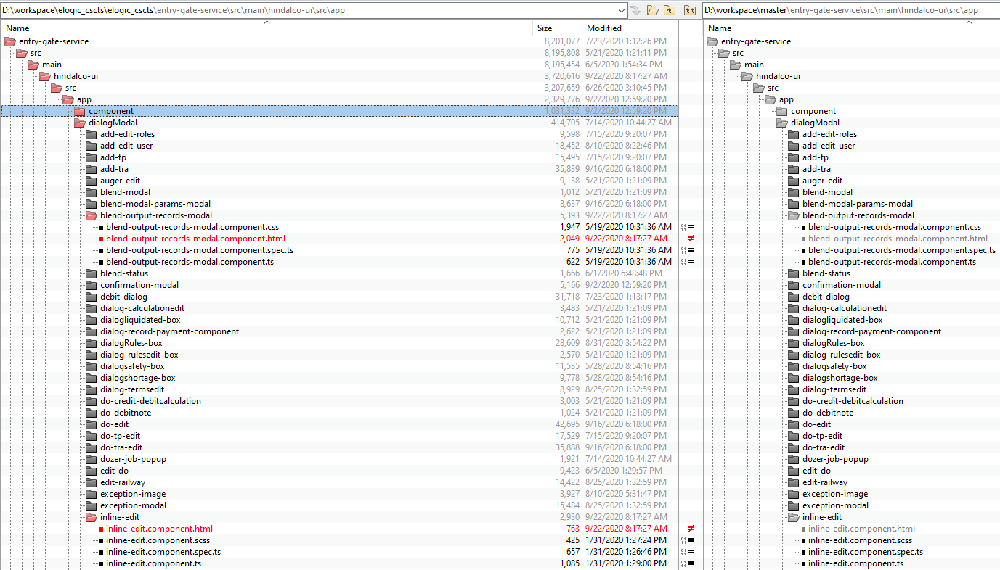 D:\workspace\elogic_cscts\elogic_cscts\entry-gate-service\src\main\hindalco-ui\src\app D:\workspace\master\entry-gate-service\src\main\hindalco-ui\src\app
Name Size Modified Name
entry-gate-service 8,201,077 7/23/2020 1:12:26 PM entry-gate-service
src 8,195,808 5/21/2020 1:21:11 PM src
main 8,195,454 6/5/2020 1:54:34 PM main
hindalco-ui 3,720,616 9/22/2020 8:17:27 AM hindalco-ui
src 3,207,659 6/26/2020 3:10:45 PM src
app 2,329,776 9/2/2020 12:59:20 PM app
component 1,031,332 9/2/2020 12:59:20 PM component
dialogModal 414,705 7/14/2020 10:44:27 AM dialogModal
add-edit-roles 9,598 7/15/2020 9:20:07 PM add-edit-roles
add-edit-user 18,452 8/10/2020 8:22:46 PM add-edit-user
add-tp 15,495 7/15/2020 9:20:07 PM add-tp
add-tra 35,839 9/16/2020 6:18:00 PM add-tra
auger-edit 9,138 5/21/2020 1:21:09 PM auger-edit
blend-modal 1,012 5/21/2020 1:21:09 PM blend-modal
blend-modal-params-modal 8,637 9/16/2020 6:18:00 PM blend-modal-params-modal
blend-output-records-modal 5,393 9/22/2020 8:17:27 AM blend-output-records-modal
blend-output-records-modal.component.css 1,947 5/19/2020 10:31:36 AM = blend-output-records-modal.component.css
blend-output-records-modal.component.html 2,049 9/22/2020 8:17:27 AM ≠ blend-output-records-modal.component.html
blend-output-records-modal.component.spec.ts 775 5/19/2020 10:31:36 AM = blend-output-records-modal.component.spec.ts
blend-output-records-modal.component.ts 622 5/19/2020 10:31:36 AM = blend-output-records-modal.component.ts
blend-status 1,666 6/1/2020 6:48:48 PM blend-status
confirmation-modal 5,166 9/2/2020 12:59:20 PM confirmation-modal
debit-dialog 31,718 7/23/2020 1:13:17 PM debit-dialog
dialog-calculationedit 3,483 5/21/2020 1:21:09 PM dialog-calculationedit
dialogliquidated-box 10,712 5/21/2020 1:21:09 PM dialogliquidated-box
dialog-record-payment-component 2,622 5/21/2020 1:21:09 PM dialog-record-payment-component
dialogRules-box 28,609 8/31/2020 3:54:22 PM dialogRules-box
dialog-rulesedit-box 2,570 5/21/2020 1:21:09 PM dialog-rulesedit-box
dialogsafety-box 11,535 5/28/2020 8:54:16 PM dialogsafety-box
dialogshortage-box 9,778 5/28/2020 8:54:16 PM dialogshortage-box
dialog-termsedit 8,929 8/25/2020 1:32:59 PM dialog-termsedit
do-credit-debitcalculation 3,003 5/21/2020 1:21:09 PM do-credit-debitcalculation
do-debitnote 1,024 5/21/2020 1:21:09 PM do-debitnote
do-edit 42,695 9/16/2020 6:18:00 PM do-edit
do-tp-edit 17,529 7/15/2020 9:20:07 PM do-tp-edit
do-tra-edit 35,888 9/16/2020 6:18:00 PM do-tra-edit
dozer-job-popup 1,921 7/14/2020 10:44:27 AM dozer-job-popup
edit-do 9,423 6/5/2020 1:29:57 PM edit-do
edit-railway 14,422 8/25/2020 1:32:59 PM edit-railway
exception-image 3,927 8/10/2020 5:31:47 PM exception-image
exception-modal 15,484 8/25/2020 1:32:59 PM exception-modal
inline-edit 2,930 9/22/2020 8:17:27 AM inline-edit
inline-edit.component.html 763 9/22/2020 8:17:27 AM ≠ inline-edit.component.html
inline-edit.component.scss 425 1/31/2020 1:27:24 PM = inline-edit.component.scss
inline-edit.component.spec.ts 657 1/31/2020 1:26:46 PM = inline-edit.component.spec.ts
inline-edit.component.ts 1,085 1/31/2020 1:29:00 PM = inline-edit.component.ts